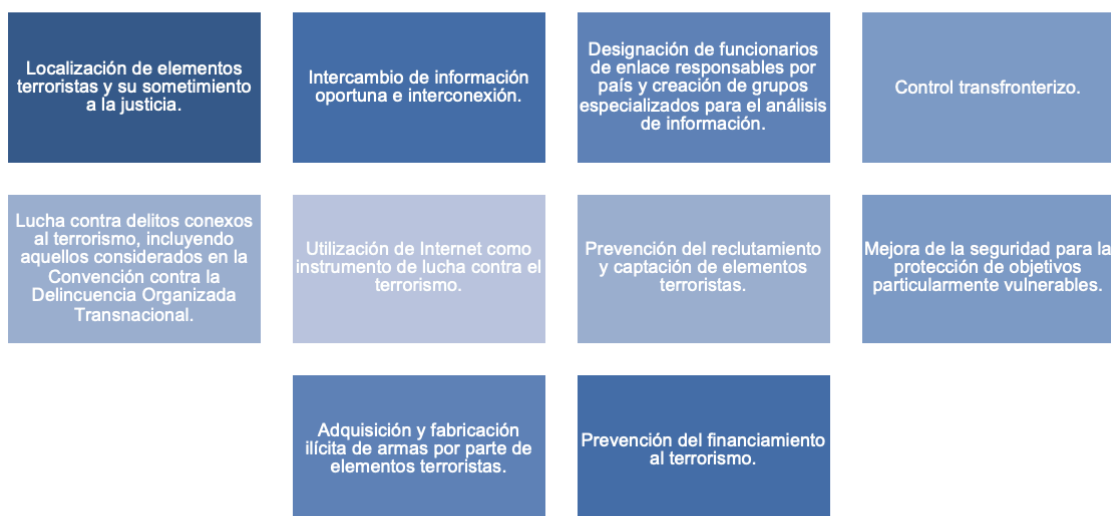 Localización de elementos
terroristas y su sometimiento
a la justicia.
Intercambio de información
oportuna e interconexión.
Designación de funcionarios
de enlace responsables por
país y creación de grupos
especializados para el análisis
de información.
Control transfronterizo.
Lucha contra delitos conexos
al terrorismo, incluyendo
aquellos considerados en la
Convención contra la
Delincuencia Organizada
Transnacional.
Utilización de Internet como
instrumento de lucha contra el
terrorismo.
Prevención del reclutamiento
y captación de elementos
terroristas.
Mejora de la seguridad para la
protección de objetivos
particularmente vulnerables.
Adquisición y fabricación
ilícita de armas por parte de
elementos terroristas.
Prevención del financiamiento
al terrorismo.